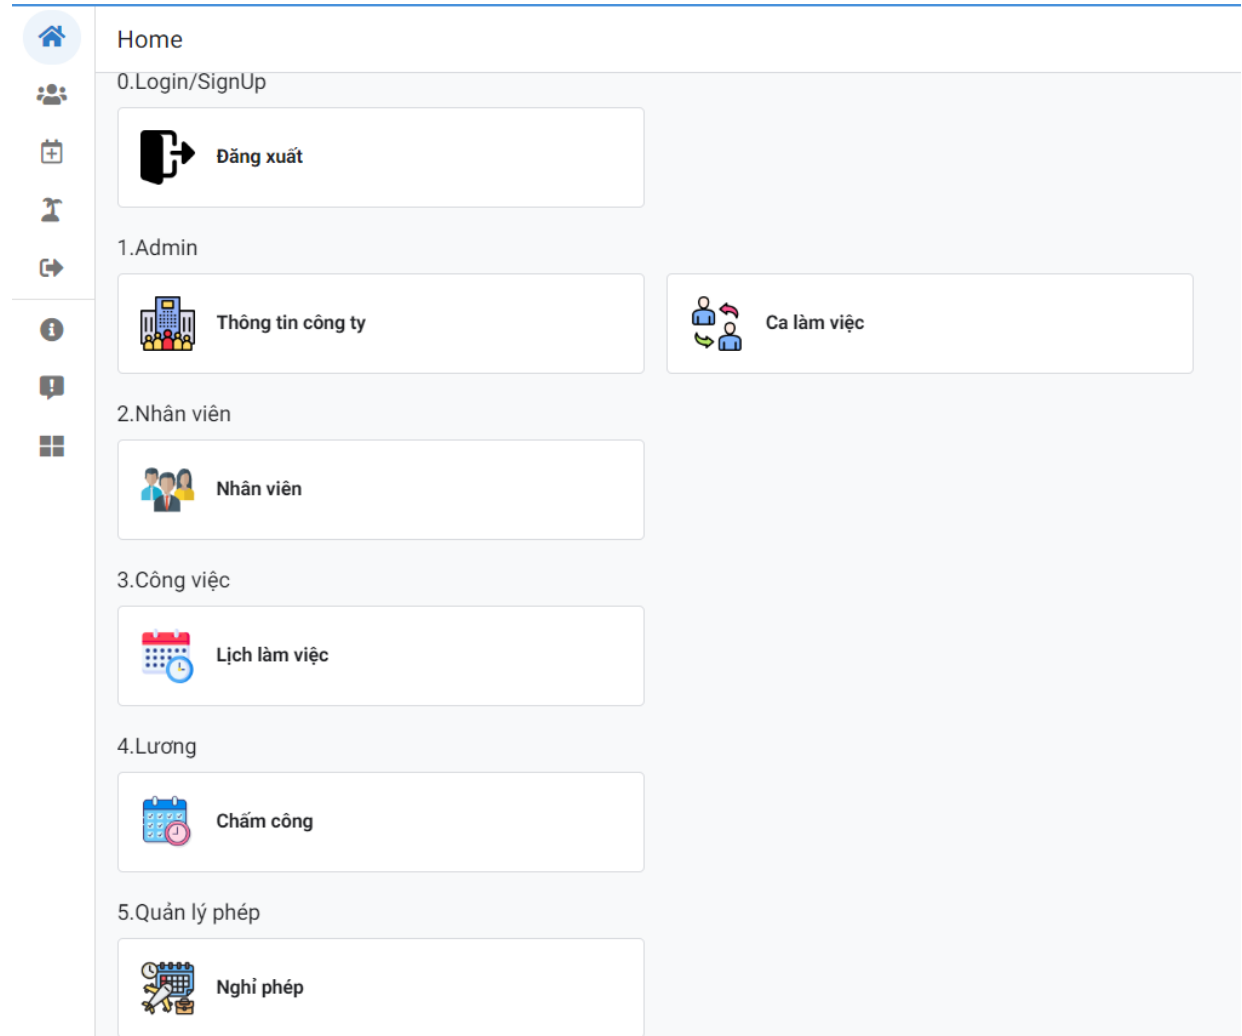 Home
0.Login/SignUp
Đăng xuất
1.Admin
Thông tin công ty
Ca làm việc
2.Nhân viên
Nhân viên
3.Công việc
Lịch làm việc
4.Lương
Chấm công
5.Quản lý phép
Nghỉ phép